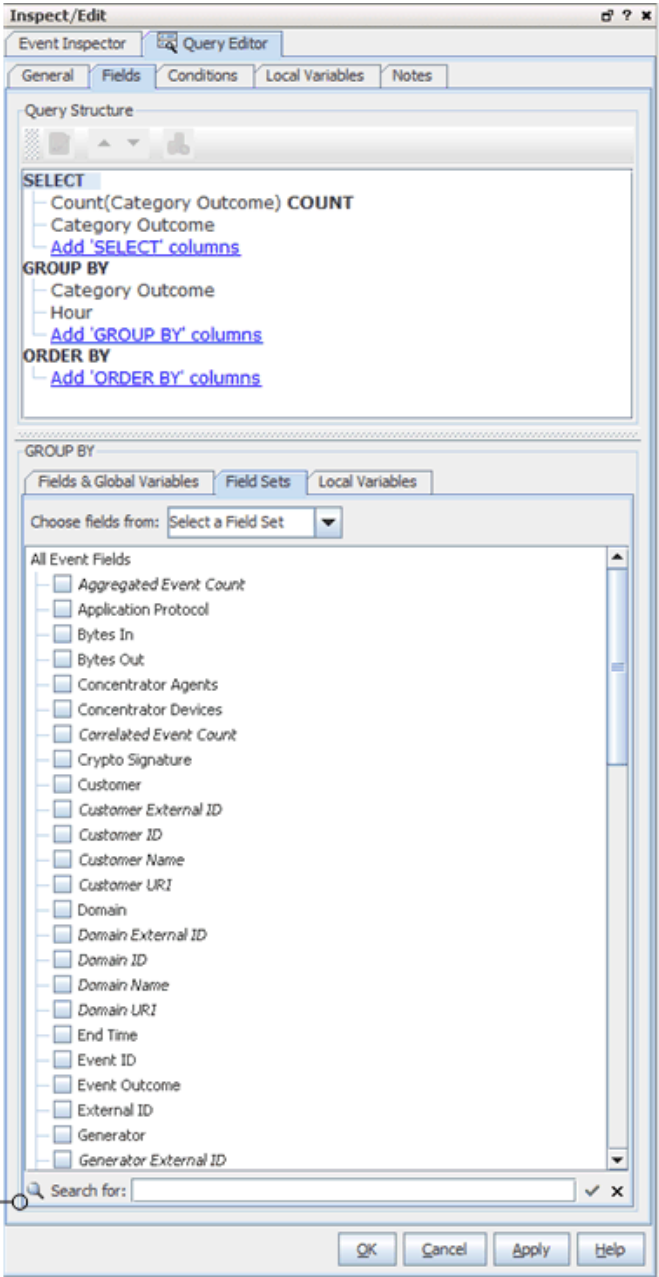 Inspect/Edit ? ×
Event Inspector Query Editor
General Fields Conditions Local Variables Notes
Query Structure
SELECT
Count(Category Outcome) COUNT
Category Outcome
Add 'SELECT' columns
GROUP BY
Category Outcome
Hour
Add 'GROUP BY' columns
ORDER BY
Add 'ORDER BY' columns
GROUP BY
Fields & Global Variables Field Sets Local Variables
Choose fields from: Select a Field Set
All Event Fields
Aggregated Event Count
Application Protocol
Bytes In
Bytes Out
Concentrator Agents
Concentrator Devices
Correlated Event Count
Crypto Signature
Customer
Customer External ID
Customer ID
Customer Name
Customer URI
Domain
Domain External ID
Domain ID
Domain Name
Domain URI
End Time
Event ID
Event Outcome
External ID
Generator
Generator External ID
Search for:
OK Cancel Apply Help